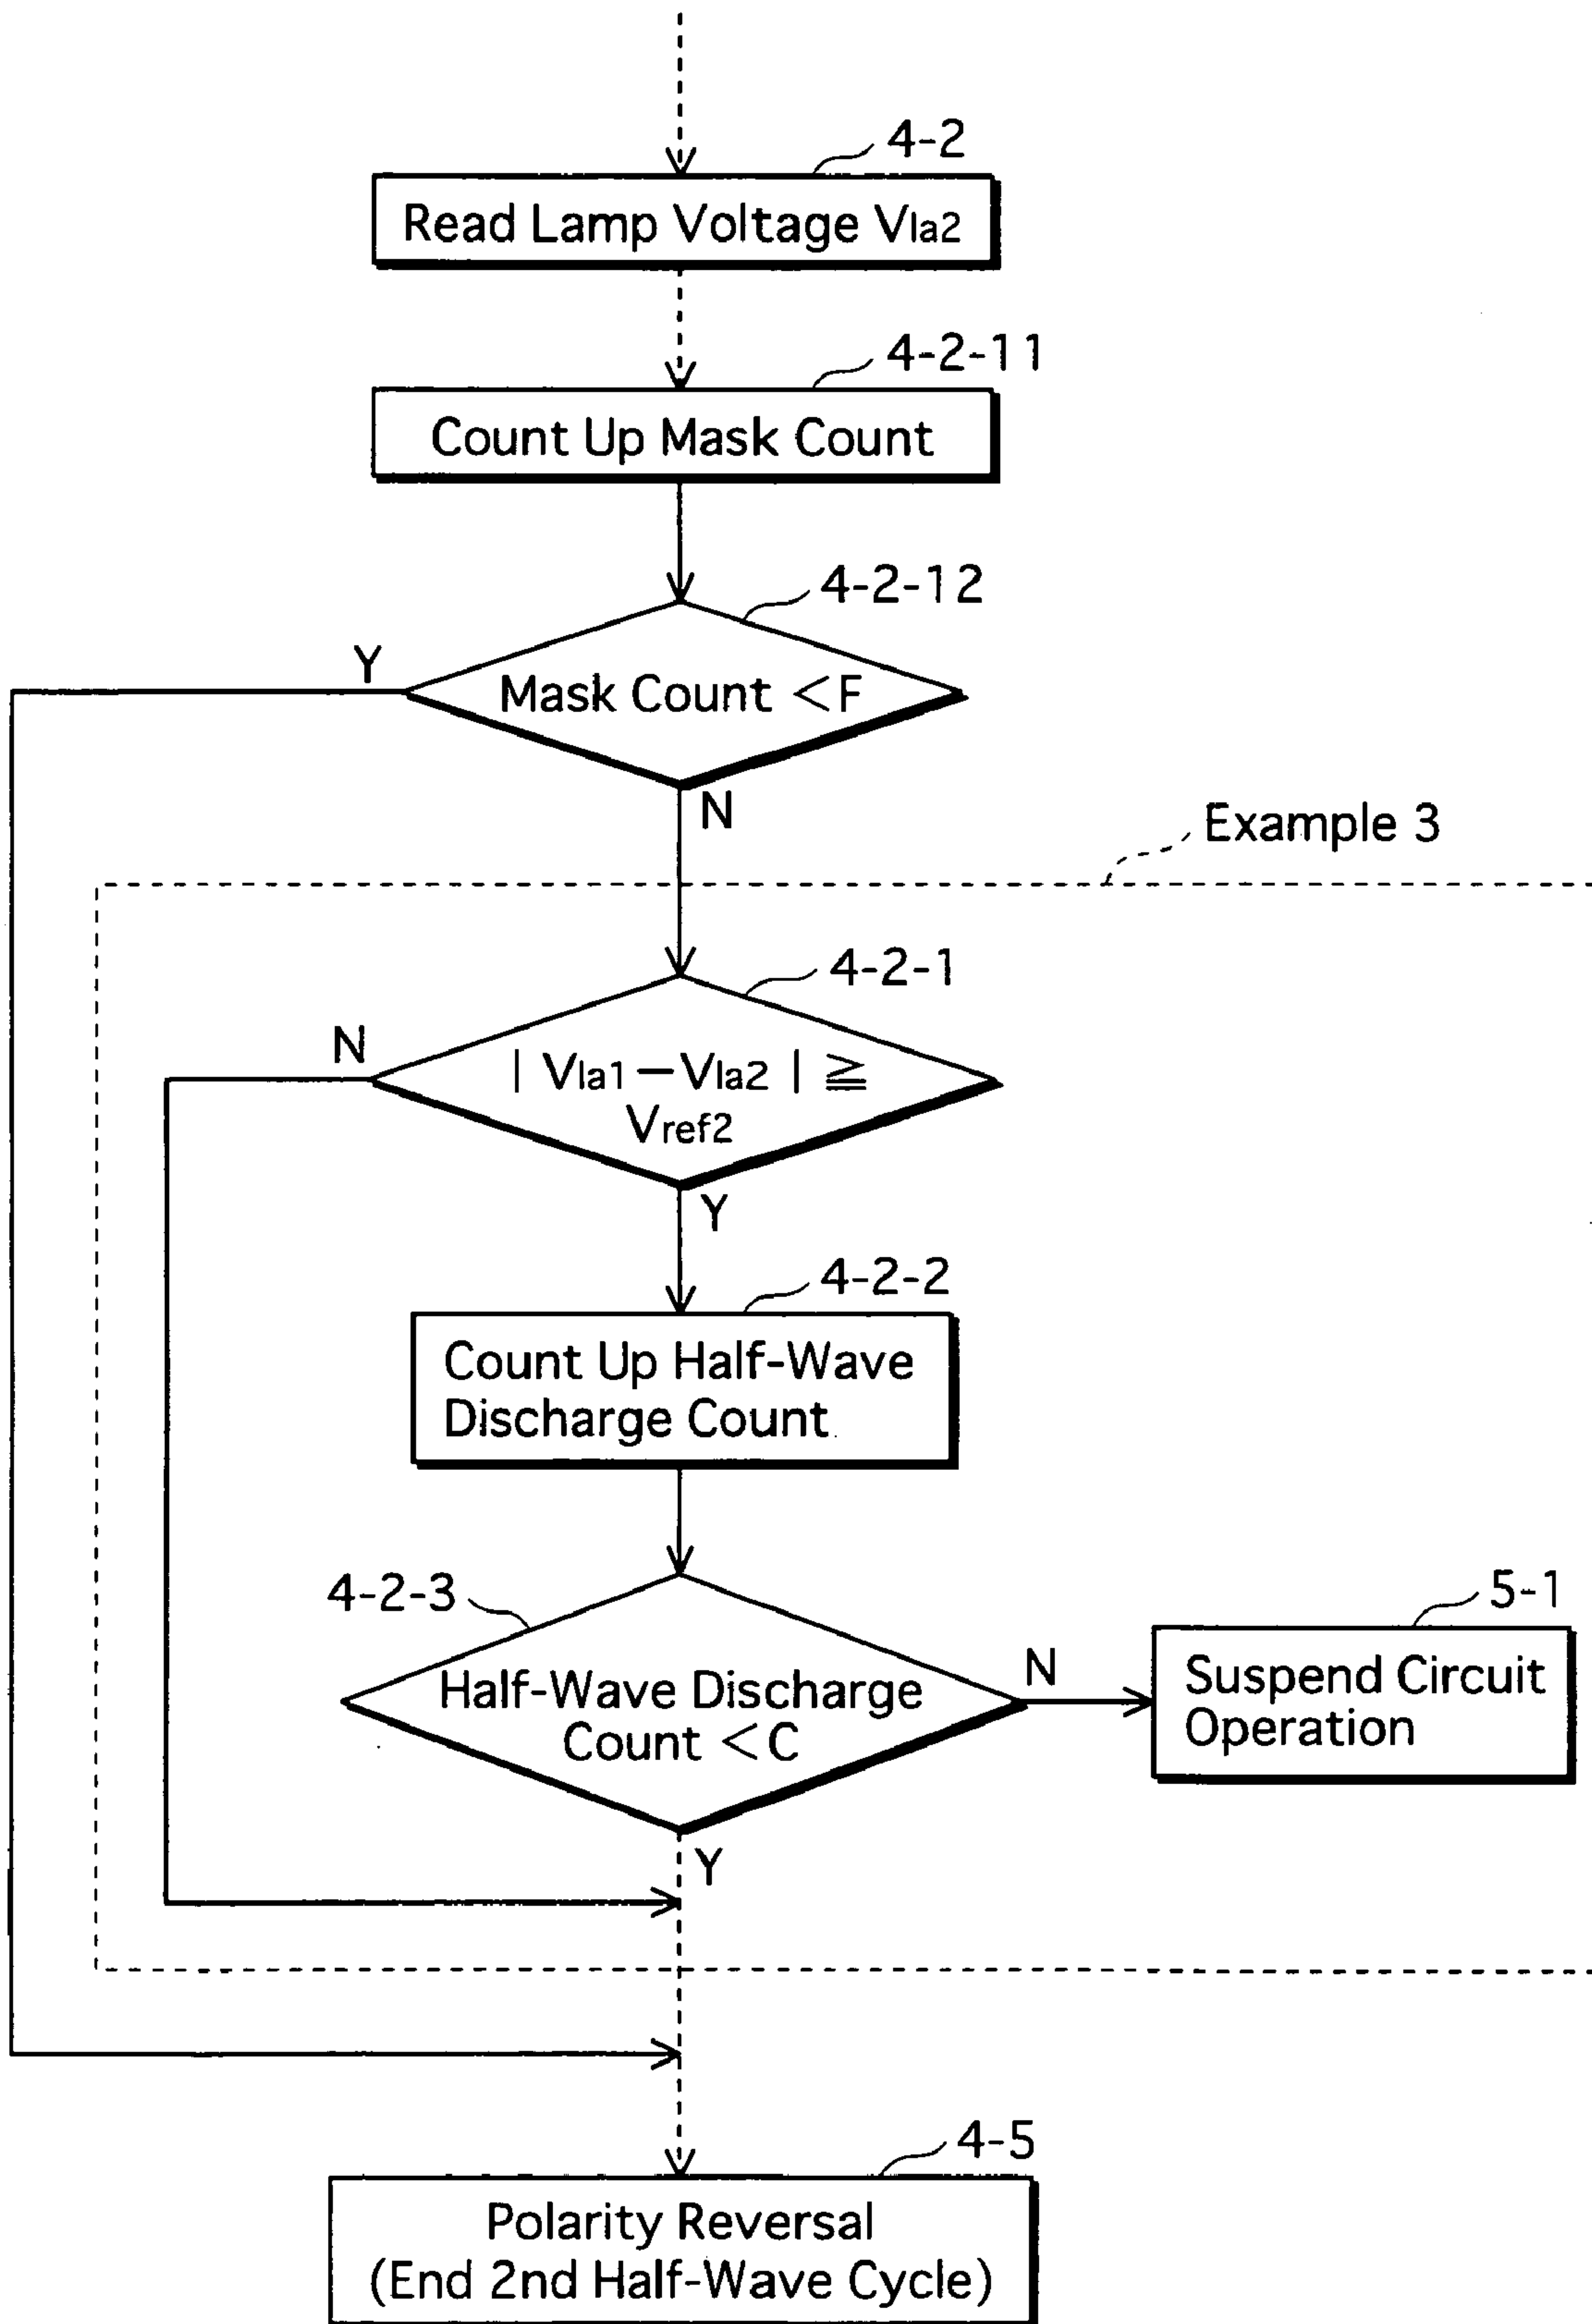 4-2
Read Lamp Voltage Vla2
4-2-11
Count Up Mask Count
4-2-12
Y
Mask Count <F
N
Example 3
4-2-1
N
| Vla1−Vla2 | ≧
Vref2
Y
4-2-2
Count Up Half-Wave
Discharge Count
4-2-3
Half-Wave Discharge
Count <C
N
5-1
Suspend Circuit
Operation
Y
4-5
Polarity Reversal
(End 2nd Half-Wave Cycle)